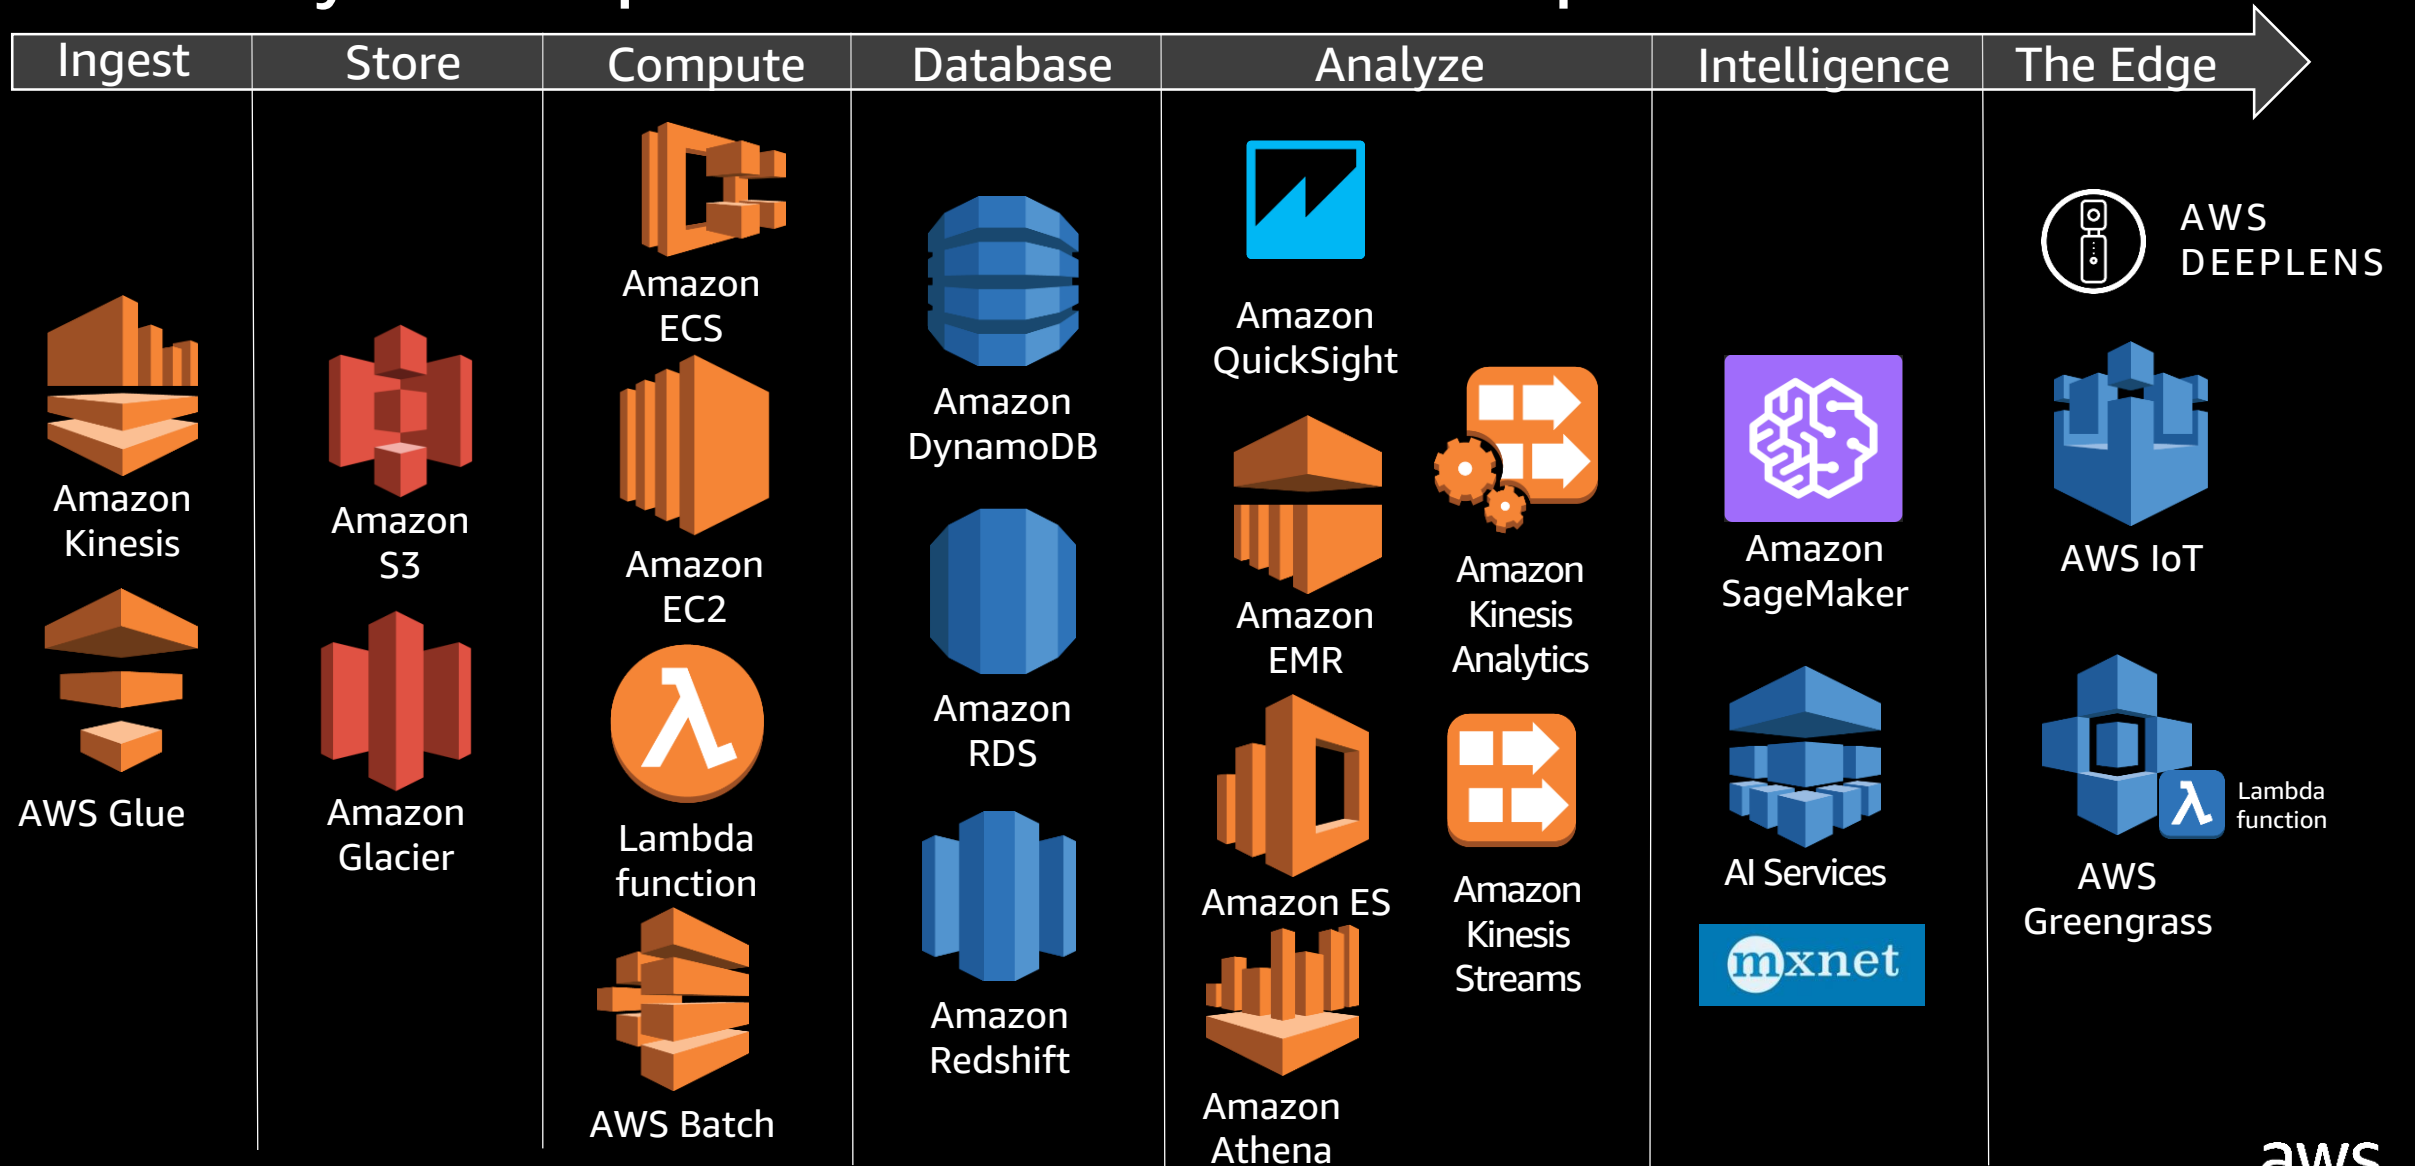 Ingest
Store
Compute
Database
Analyze
Intelligence
The Edge
Amazon
Kinesis
AWS Glue
Amazon
S3
Amazon
Glacier
Amazon
ECS
Amazon
EC2
Lambda
function
AWS Batch
Amazon
DynamoDB
Amazon
RDS
Amazon
Redshift
Amazon
QuickSight
Amazon
EMR
Amazon ES
Amazon
Athena
Amazon
Kinesis
Analytics
Amazon
Kinesis
Streams
Amazon
SageMaker
AI Services
mxnet
AWS
DEEPLENS
AWS IoT
Lambda
function
AWS
Greengrass
aws